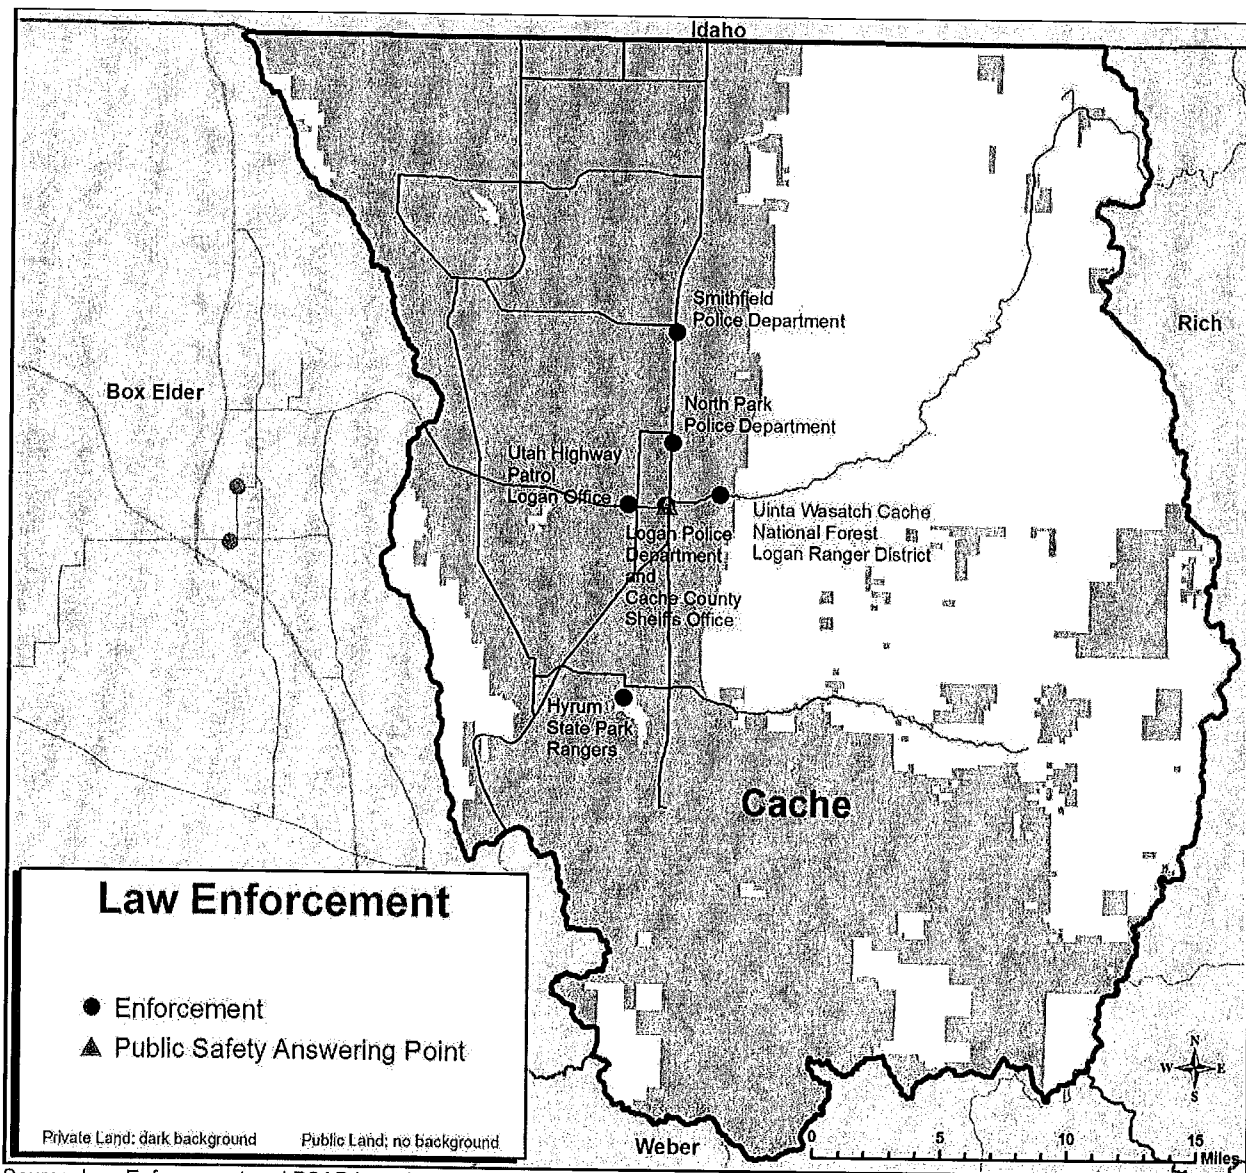 Idaho
Smithfield
Police Department
Rich
Box Elder
North Park
Police Department
Utah Highway
Patrol
Logan Office
Uinta Wasatch Cache
National Forest
Logan Ranger District
Logan Police
Department
and
Cache County
Sheiffs Office
Hyrum
State Park
Rangers
Cache
Law Enforcement
Enforcement
Public Safety Answering Point
Private Land: dark background
Public Land: no background
Weber
N
W E
S
0 5 10 15
Miles